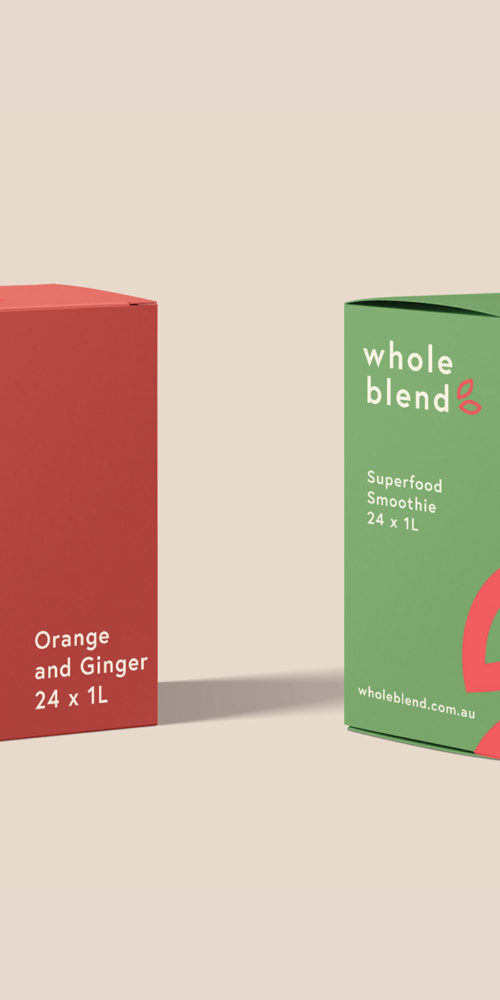 Orange
and Ginger
24 x 1L
whole
blend
Superfood
Smoothie
24 x 1L
wholeblend.com.au